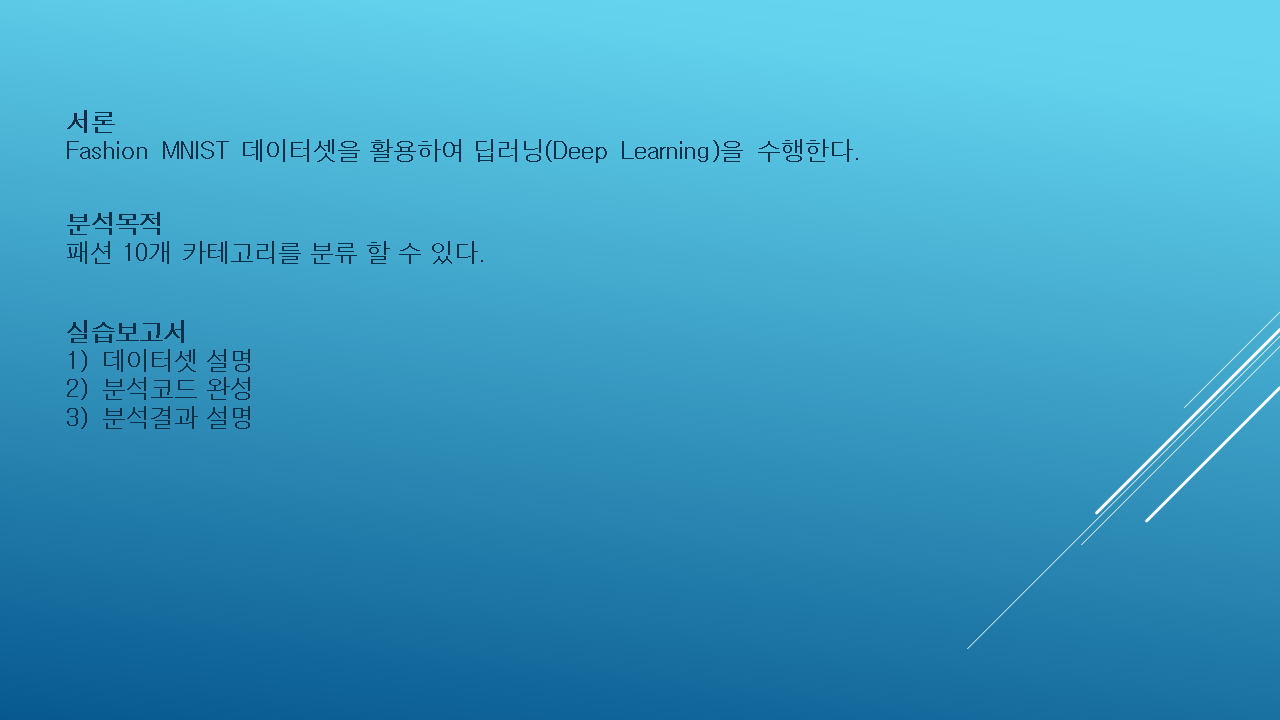 서론
Fashion MNIST 데이터셋을 활용하여 딥러닝(Deep Learning)을 수행한다.
분석목적
패션 10개 카테고리를 분류 할 수 있다.
실습보고서
1) 데이터셋 설명
2) 분석코드 완성
3) 분석결과 설명